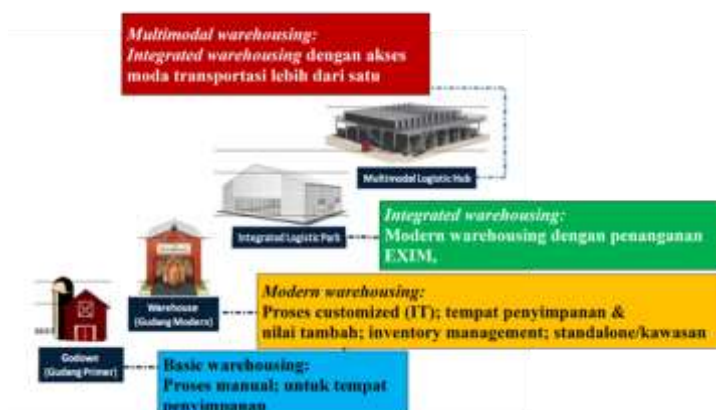 Multimodal warehousing:
Integrated warehousing dengan akses
moda transportasi lebih dari satu
Multimodal Logistic Hub
Integrated Logistic Park
Integrated warehousing:
Modern warehousing dengan penanganan
EXIM,
Warehouse
(Gudang Modern)
Modern warehousing:
Proses customized (IT); tempat penyimpanan &
nilai tambah; inventory management; standalone/kawasan
Godown
(Gudang Primer)
Basic warehousing:
Proses manual; untuk tempat
penyimpanan